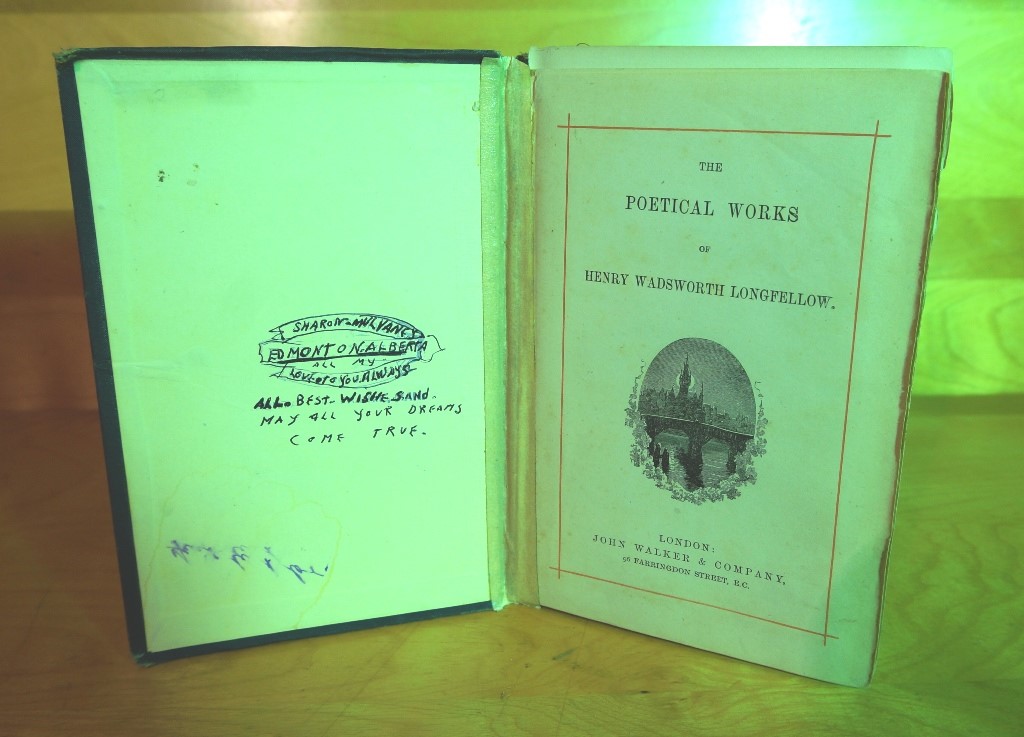 SHARON-MULVANEY
EDMONTON.ALBERTA
ALL MY
LOVE TO YOU.ALWAYS
ALL. BEST. WISHES.AND.
MAY ALL YOUR DREAMS
COME TRUE.
THE
POETICAL WORKS
OF
HENRY WADSWORTH LONGFELLOW.
LONDON:
JOHN WALKER & COMPANY,
96 FARRINGDON STREET, E.C.